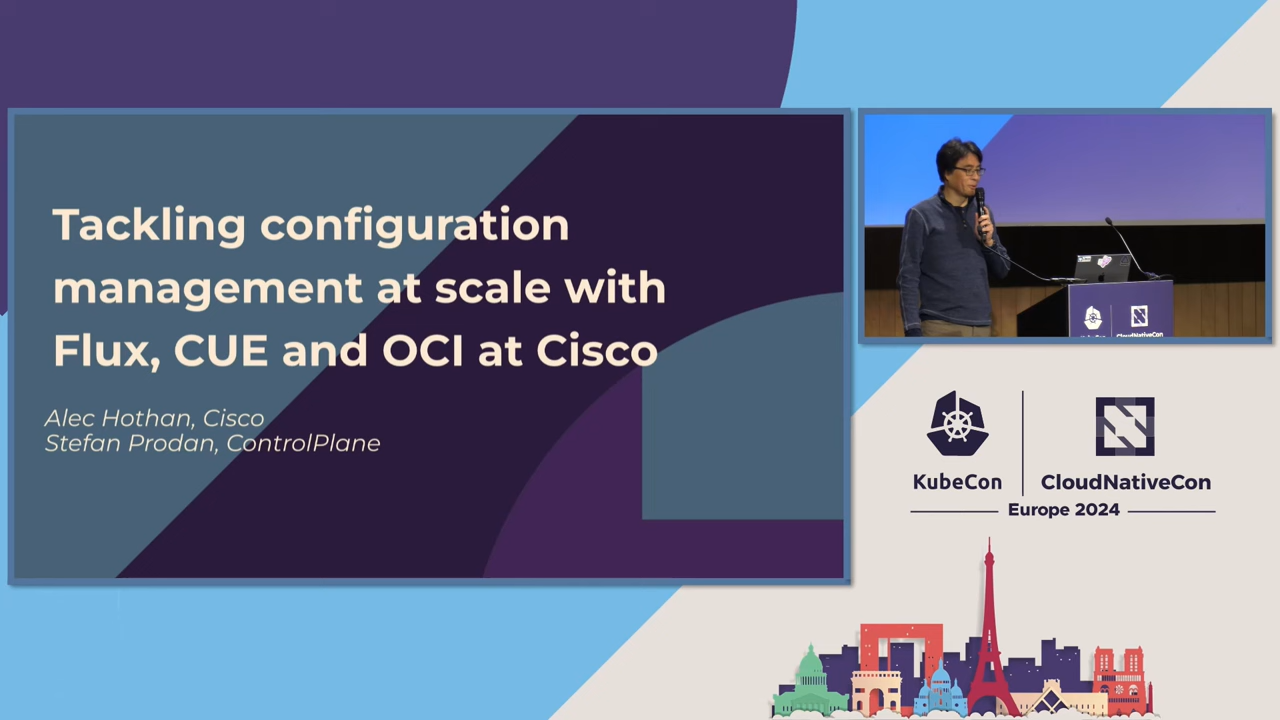 Tackling configuration
management at scale with
Flux, CUE and OCI at Cisco
Alec Hothan, Cisco
Stefan Prodan, ControlPlane
KubeCon
CloudNativeCon
Europe 2024
CloudNativeCon